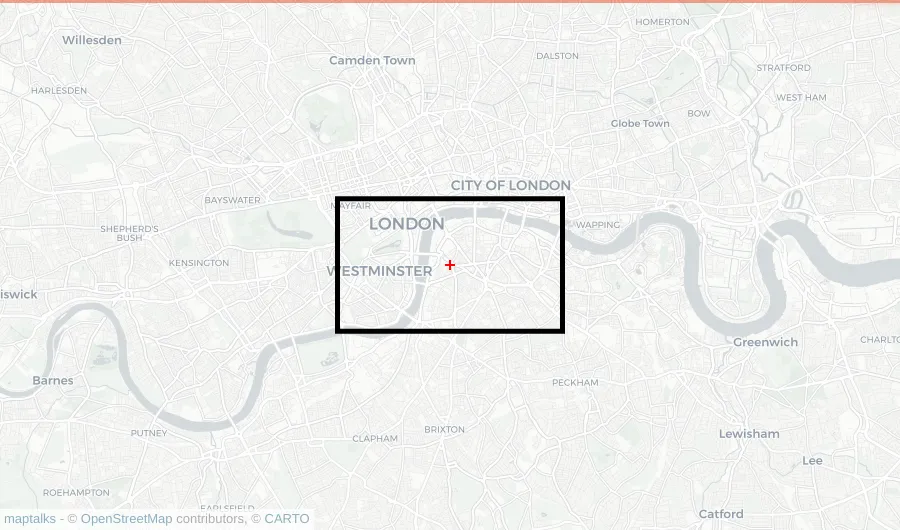 HOMERTON
Willesden
Camden Town
DALSTON
STRATFORD
HARLESDEN
WEST HAM
BOW
Globe Town
CITY OF LONDON
BAYSWATER
MAYFAIR
LONDON
WAPPING
SHEPHERD'S
BUSH
KENSINGTON
WESTMINSTER
iswick
Greenwich
CHARLTO
Barnes
PECKHAM
PUTNEY
CLAPHAM
BRIXTON
Lewisham
Lee
ROEHAMPTON
EARLSFIELD
Catford
maptalks - © OpenStreetMap contributors, © CARTO